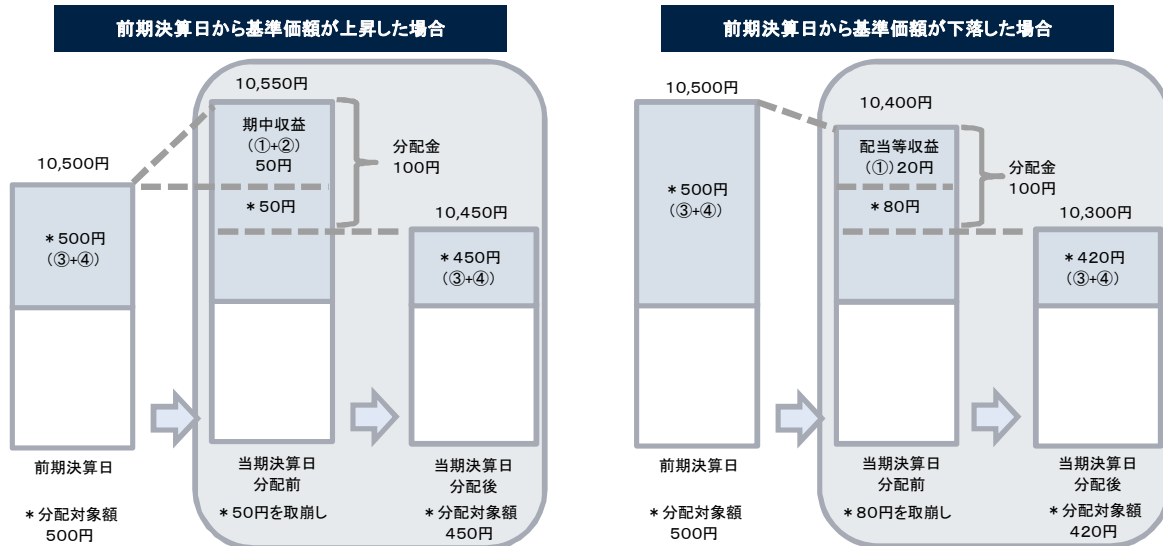 前期決算日から基準価額が上昇した場合
10,550円
期中収益
(①+②)
50円
分配金
100円
10,500円
*50円
10,450円
*500円
(③+④)
*450円
(③+④)
前期決算日
当期決算日
分配前
当期決算日
分配後
*分配対象額
500円
*50円を取崩し
*分配対象額
450円
前期決算日から基準価額が下落した場合
10,500円
10,400円
配当等収益
(①)20円
分配金
100円
*500円
(③+④)
*80円
10,300円
*420円
(③+④)
前期決算日
当期決算日
分配前
当期決算日
分配後
*分配対象額
500円
*80円を取崩し
*分配対象額
420円